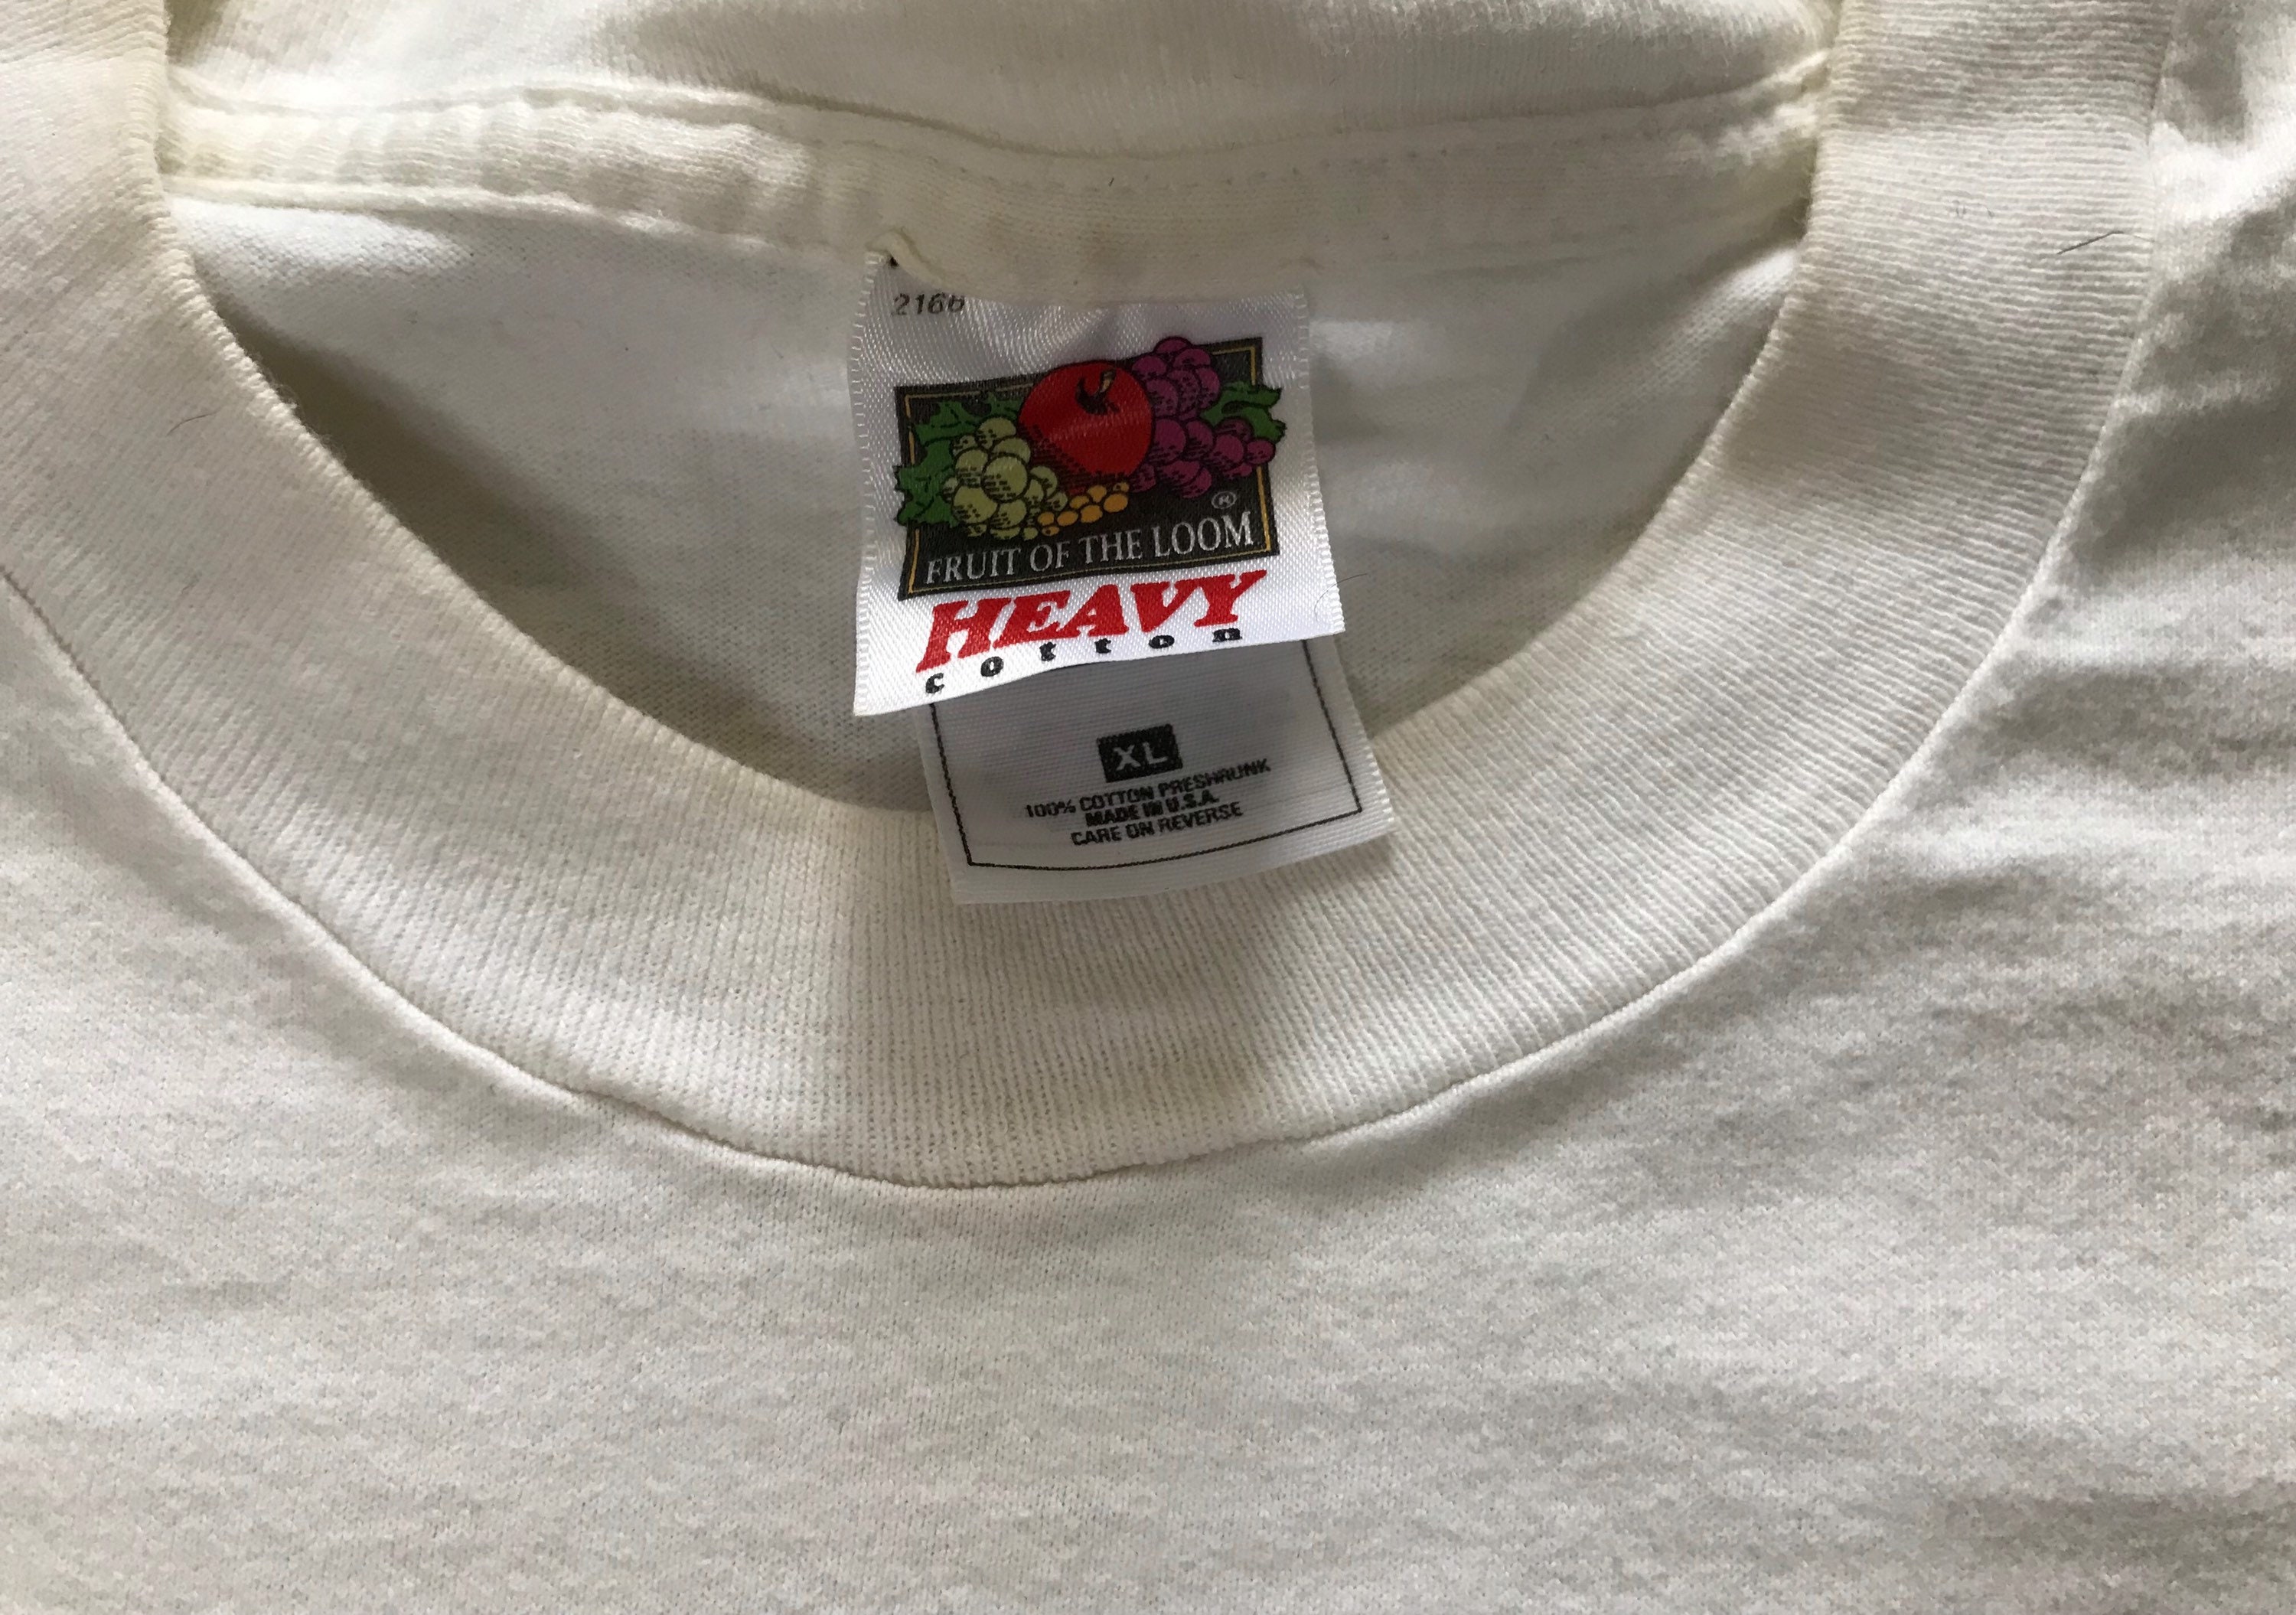 2166
®
FRUIT OF THE LOOM
HEAVY
cotton
XL
100% COTTON PRESHRUNK
MADE IN U.S.A.
CARE ON REVERSE